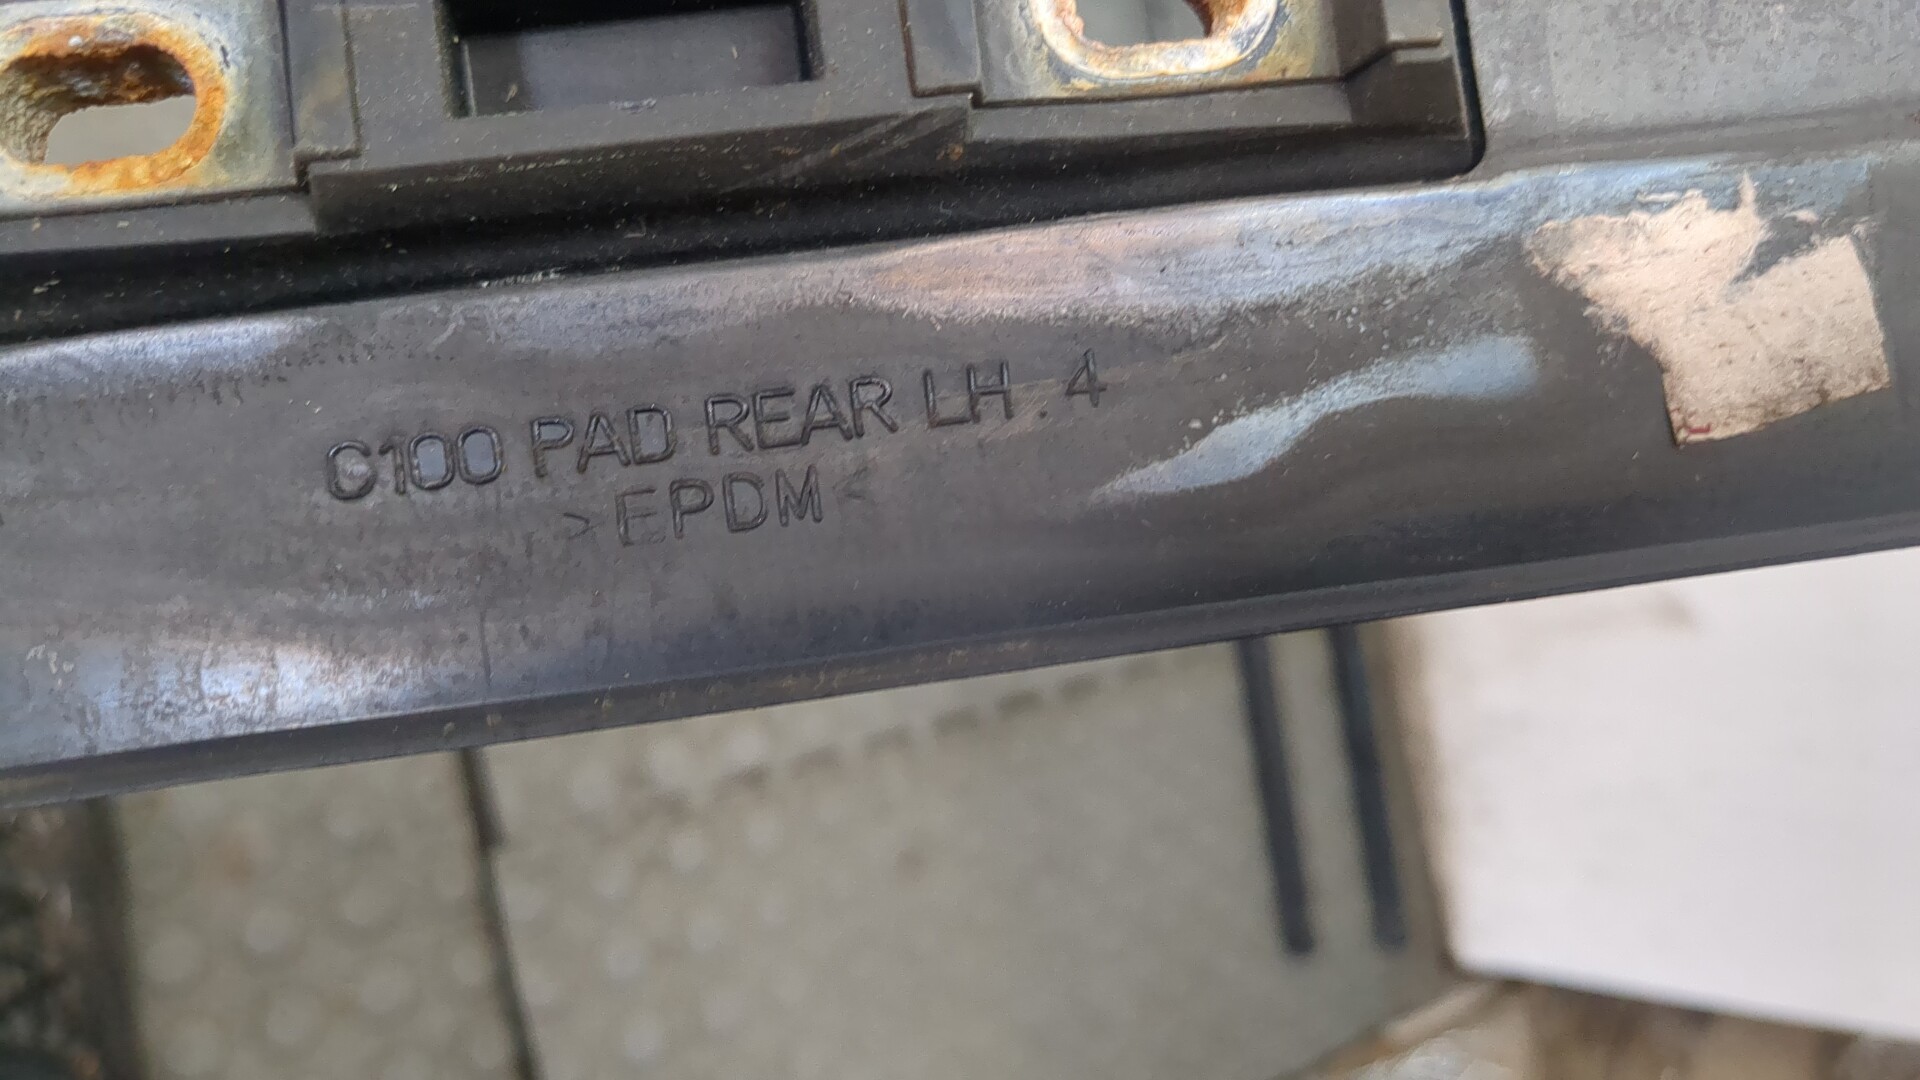 C100 PAD REAR LH . 4
>EPDM<